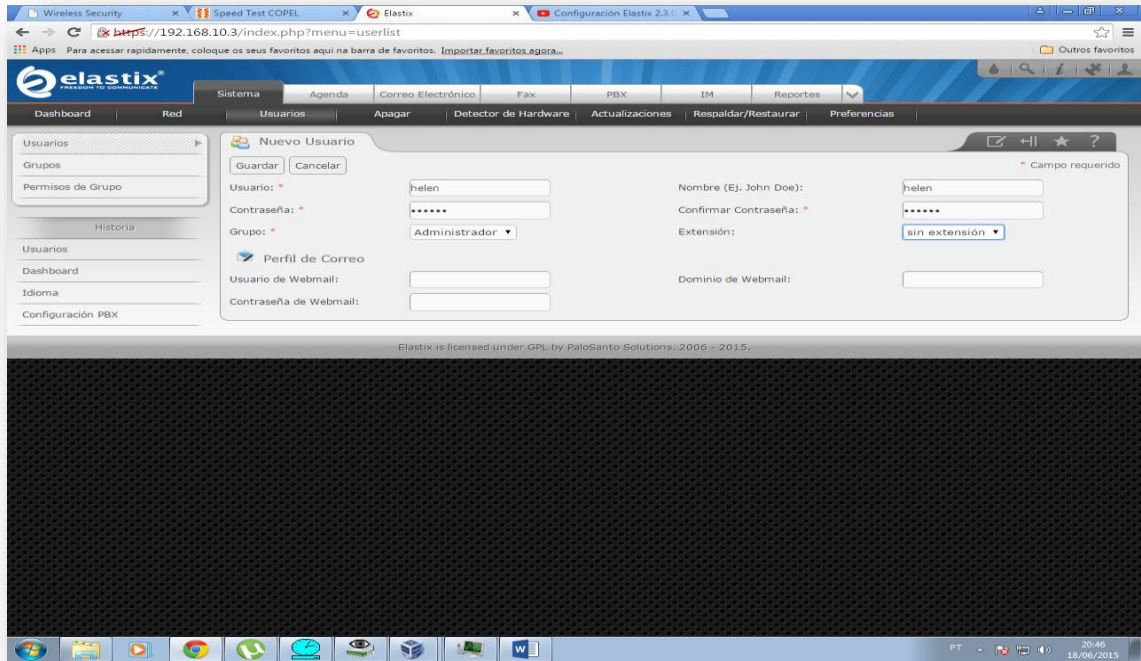 Wireless Security
Speed Test COPEL
Elastix
Configuración Elastix 2.3.0
https://192.168.10.3/index.php?menu=userlist
Apps Para acessar rapidamente, coloque os seus favoritos aqui na barra de favoritos. Importar favoritos agora...
Outros favoritos
elastix®
FREEDOM TO COMMUNICATE
Sistema Agenda Correo Electrónico Fax PBX IM Reportes
Dashboard Red Usuarios Apagar Detector de Hardware Actualizaciones Respaldar/Restaurar Preferencias
Usuarios
Grupos
Permisos de Grupo
Historia
Usuarios
Dashboard
Idioma
Configuración PBX
Nuevo Usuario
Guardar Cancelar * Campo requerido
Usuario: * helen Nombre (Ej. John Doe): helen
Contraseña: * •••••• Confirmar Contraseña: * ••••••
Grupo: * Administrador Extensión: sin extensión
Perfil de Correo
Usuario de Webmail: Dominio de Webmail:
Contraseña de Webmail:
Elastix is licensed under GPL by PaloSanto Solutions. 2006 - 2015.
PT 20:46
18/06/2015